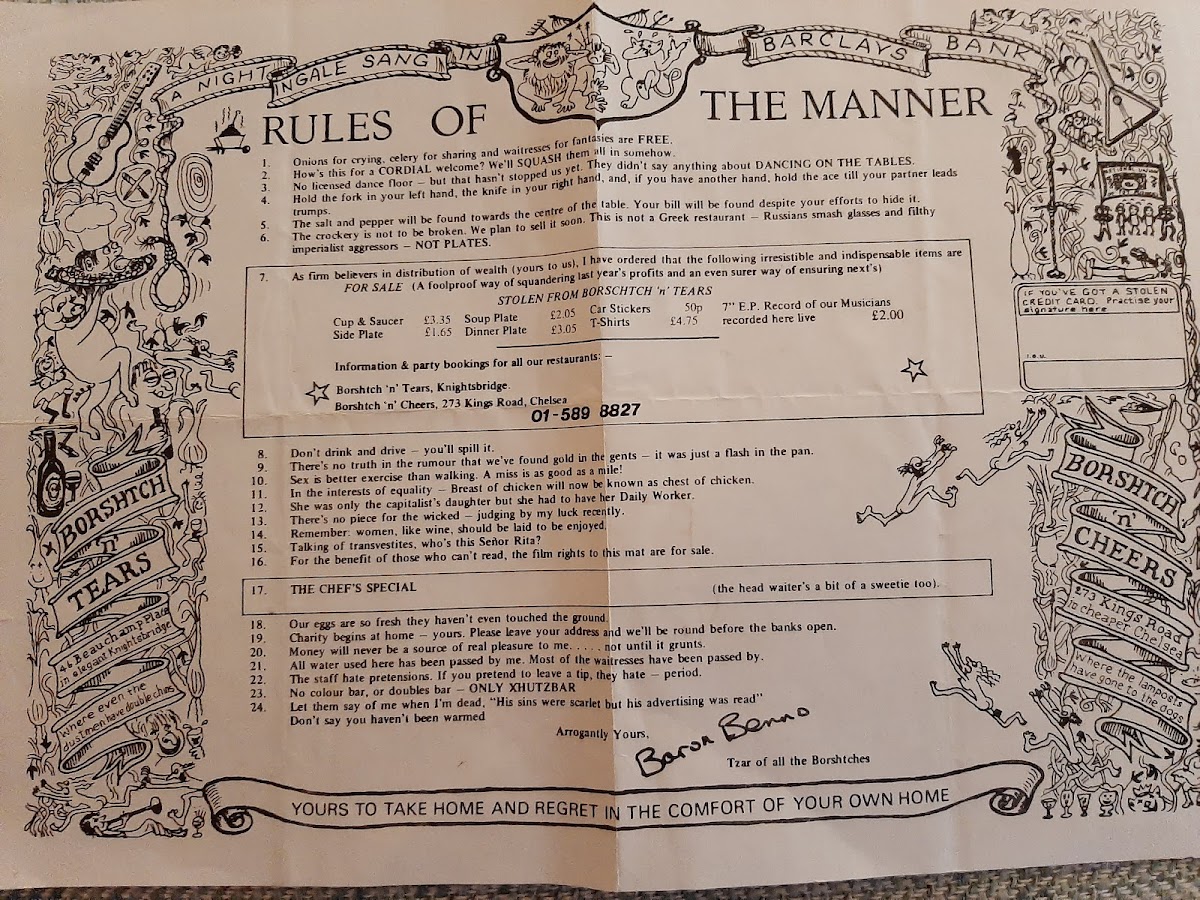 A NIGHTINGALE SANG IN BARCLAYS BANK
RULES OF THE MANNER
1. Onions for crying, celery for sharing and waitresses for fantasies are FREE.
2. How's this for a CORDIAL welcome? We'll SQUASH them all in somehow.
3. No licensed dance floor – but that hasn't stopped us yet. They didn't say anything about DANCING ON THE TABLES.
4. Hold the fork in your left hand, the knife in your right hand, and, if you have another hand, hold the ace till your partner leads
trumps.
5. The salt and pepper will be found towards the centre of the table. Your bill will be found despite your efforts to hide it.
6. The crockery is not to be broken. We plan to sell it soon. This is not a Greek restaurant – Russians smash glasses and filthy
imperialist aggressors – NOT PLATES.
7. As firm believers in distribution of wealth (yours to us), I have ordered that the following irresistible and indispensable items are
FOR SALE (A foolproof way of squandering last year's profits and an even surer way of ensuring next's)
STOLEN FROM BORSCHTCH 'n' TEARS
Cup & Saucer £3.35 Soup Plate £2.05 Car Stickers 50p 7" E.P. Record of our Musicians
Side Plate £1.65 Dinner Plate £3.05 T-Shirts £4.75 recorded here live £2.00
Information & party bookings for all our restaurants: –
Borshtch 'n' Tears, Knightsbridge.
Borshtch 'n' Cheers, 273 Kings Road, Chelsea
01-589 8827
8. Don't drink and drive – you'll spill it.
9. There's no truth in the rumour that we've found gold in the gents – it was just a flash in the pan.
10. Sex is better exercise than walking. A miss is as good as a mile!
11. In the interests of equality – Breast of chicken will now be known as chest of chicken.
12. She was only the capitalist's daughter but she had to have her Daily Worker.
13. There's no piece for the wicked – judging by my luck recently.
14. Remember: women, like wine, should be laid to be enjoyed.
15. Talking of transvestites, who's this Señor Rita?
16. For the benefit of those who can't read, the film rights to this mat are for sale.
17. THE CHEF'S SPECIAL (the head waiter's a bit of a sweetie too).
18. Our eggs are so fresh they haven't even touched the ground.
19. Charity begins at home – yours. Please leave your address and we'll be round before the banks open.
20. Money will never be a source of real pleasure to me. . . . . not until it grunts.
21. All water used here has been passed by me. Most of the waitresses have been passed by.
22. The staff hate pretensions. If you pretend to leave a tip, they hate – period.
23. No colour bar, or doubles bar – ONLY XHUTZBAR
24. Let them say of me when I'm dead, "His sins were scarlet but his advertising was read"
Don't say you haven't been warmed
Arrogantly Yours,
Baron Benno
Tzar of all the Borshtches
YOURS TO TAKE HOME AND REGRET IN THE COMFORT OF YOUR OWN HOME
BORSHTCH
'n'
TEARS
46 Beauchamp Place
in elegant Knightsbridge
Where even the
dustmen have double chins
IF YOU'VE GOT A STOLEN
CREDIT CARD. Practise your
signature here
I.O.U.
BORSHTCH
'n'
CHEERS
273 Kings Road
in cheaper Chelsea
Where the lampposts
have gone to the dogs